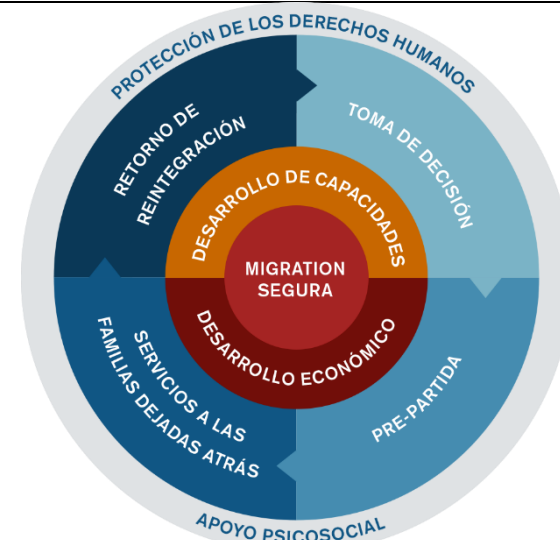 PROTECCIÓN DE LOS DERECHOS HUMANOS
TOMA DE DECISIÓN
PRE-PARTIDA
SERVICIOS A LAS
FAMILIAS DEJADAS ATRÁS
RETORNO DE
REINTEGRACIÓN
DESARROLLO DE CAPACIDADES
MIGRATION
SEGURA
DESARROLLO ECONÓMICO
APOYO PSICOSOCIAL